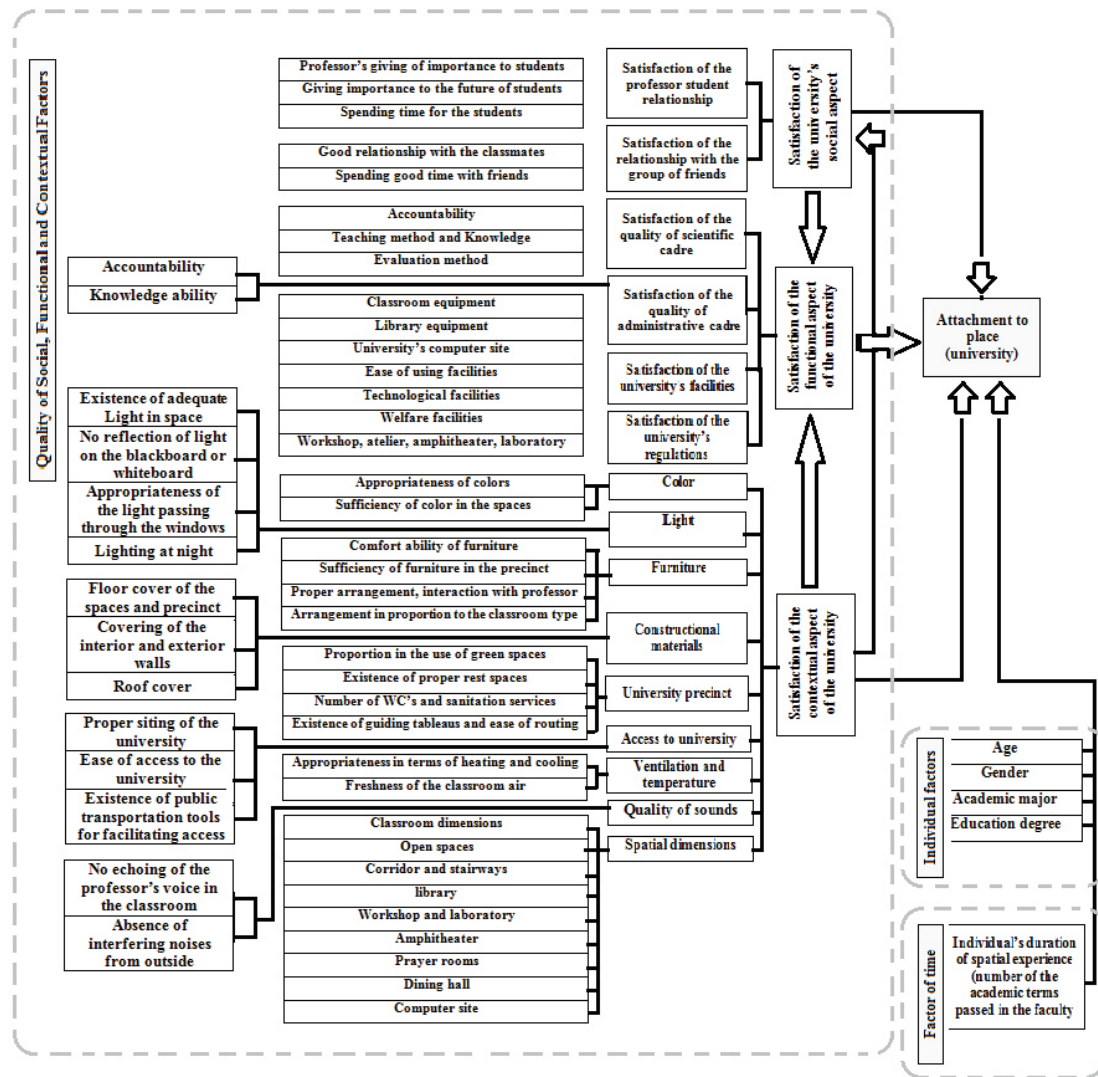 Quality of Social, Functional and Contextual Factors
Accountability
Knowledge ability
Existence of adequate
Light in space
No reflection of light
on the blackboard or
whiteboard
Appropriateness of
the light passing
through the windows
Lighting at night
Floor cover of the
spaces and precinct
Covering of the
interior and exterior
walls
Roof cover
Proper siting of the
university
Ease of access to the
university
Existence of public
transportation tools
for facilitating access
No echoing of the
professor's voice in
the classroom
Absence of
interfering noises
from outside
Professor's giving of importance to students
Giving importance to the future of students
Spending time for the students
Good relationship with the classmates
Spending good time with friends
Accountability
Teaching method and Knowledge
Evaluation method
Classroom equipment
Library equipment
University's computer site
Ease of using facilities
Technological facilities
Welfare facilities
Workshop, atelier, amphitheater, laboratory
Appropriateness of colors
Sufficiency of color in the spaces
Comfort ability of furniture
Sufficiency of furniture in the precinct
Proper arrangement, interaction with professor
Arrangement in proportion to the classroom type
Proportion in the use of green spaces
Existence of proper rest spaces
Number of WC's and sanitation services
Existence of guiding tableaus and ease of routing
Appropriateness in terms of heating and cooling
Freshness of the classroom air
Classroom dimensions
Open spaces
Corridor and stairways
library
Workshop and laboratory
Amphitheater
Prayer rooms
Dining hall
Computer site
Satisfaction of the
professor student
relationship
Satisfaction of the
relationship with the
group of friends
Satisfaction of the
quality of scientific
cadre
Satisfaction of the
quality of
administrative cadre
Satisfaction of the
university's facilities
Satisfaction of the
university's
regulations
Color
Light
Furniture
Constructional
materials
University precinct
Access to university
Ventilation and
temperature
Quality of sounds
Spatial dimensions
Satisfaction of
the university's
social aspect
Satisfaction of the
functional aspect
of the university
Satisfaction of the
contextual aspect
of the university
Attachment to
place
(university)
Individual factors
Age
Gender
Academic major
Education degree
Factor of time
Individual's duration
of spatial experience
(number of the
academic terms
passed in the faculty